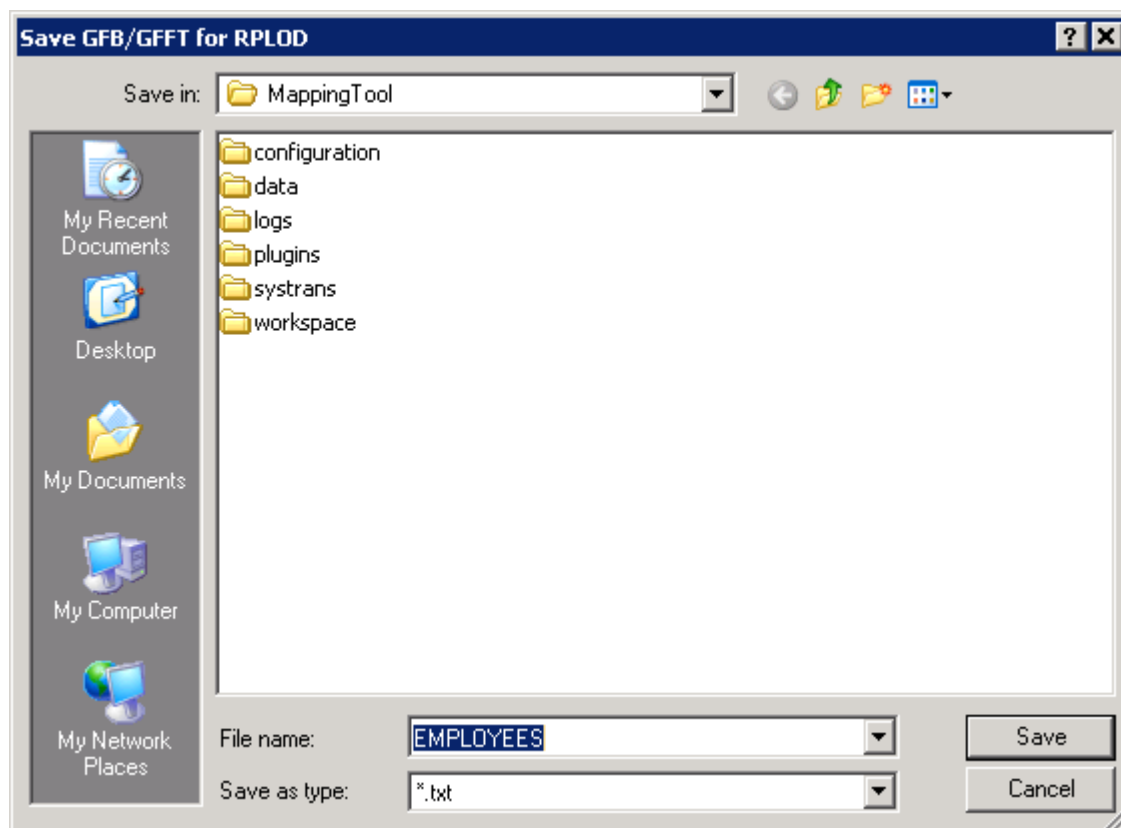 Save GFB/GFFT for RPLOD
Save in:
MappingTool
My Recent
Documents
Desktop
My Documents
My Computer
My Network
Places
configuration
data
logs
plugins
systrans
workspace
File name:
EMPLOYEES
Save
Save as type:
*.txt
Cancel